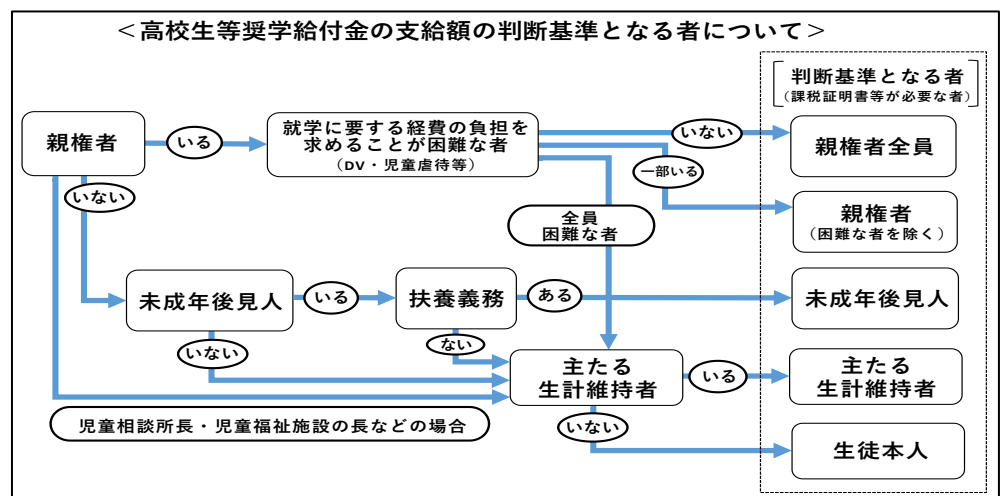 ＜高校生等奨学給付金の支給額の判断基準となる者について＞
判断基準となる者
（課税証明書等が必要な者）
親権者
いる
就学に要する経費の負担を
求めることが困難な者
（DV・児童虐待等）
いない
親権者全員
一部いる
親権者
（困難な者を除く）
いない
全員
困難な者
未成年後見人
いる
扶養義務
ある
未成年後見人
いない
ない
主たる
生計維持者
いる
主たる
生計維持者
児童相談所長・児童福祉施設の長などの場合
いない
生徒本人